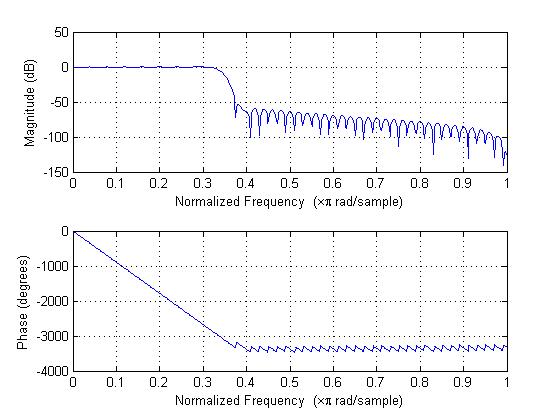 50
0
-50
-100
-150
Magnitude (dB)
0 0.1 0.2 0.3 0.4 0.5 0.6 0.7 0.8 0.9 1
Normalized Frequency (×π rad/sample)
0
-1000
-2000
-3000
-4000
Phase (degrees)
0 0.1 0.2 0.3 0.4 0.5 0.6 0.7 0.8 0.9 1
Normalized Frequency (×π rad/sample)